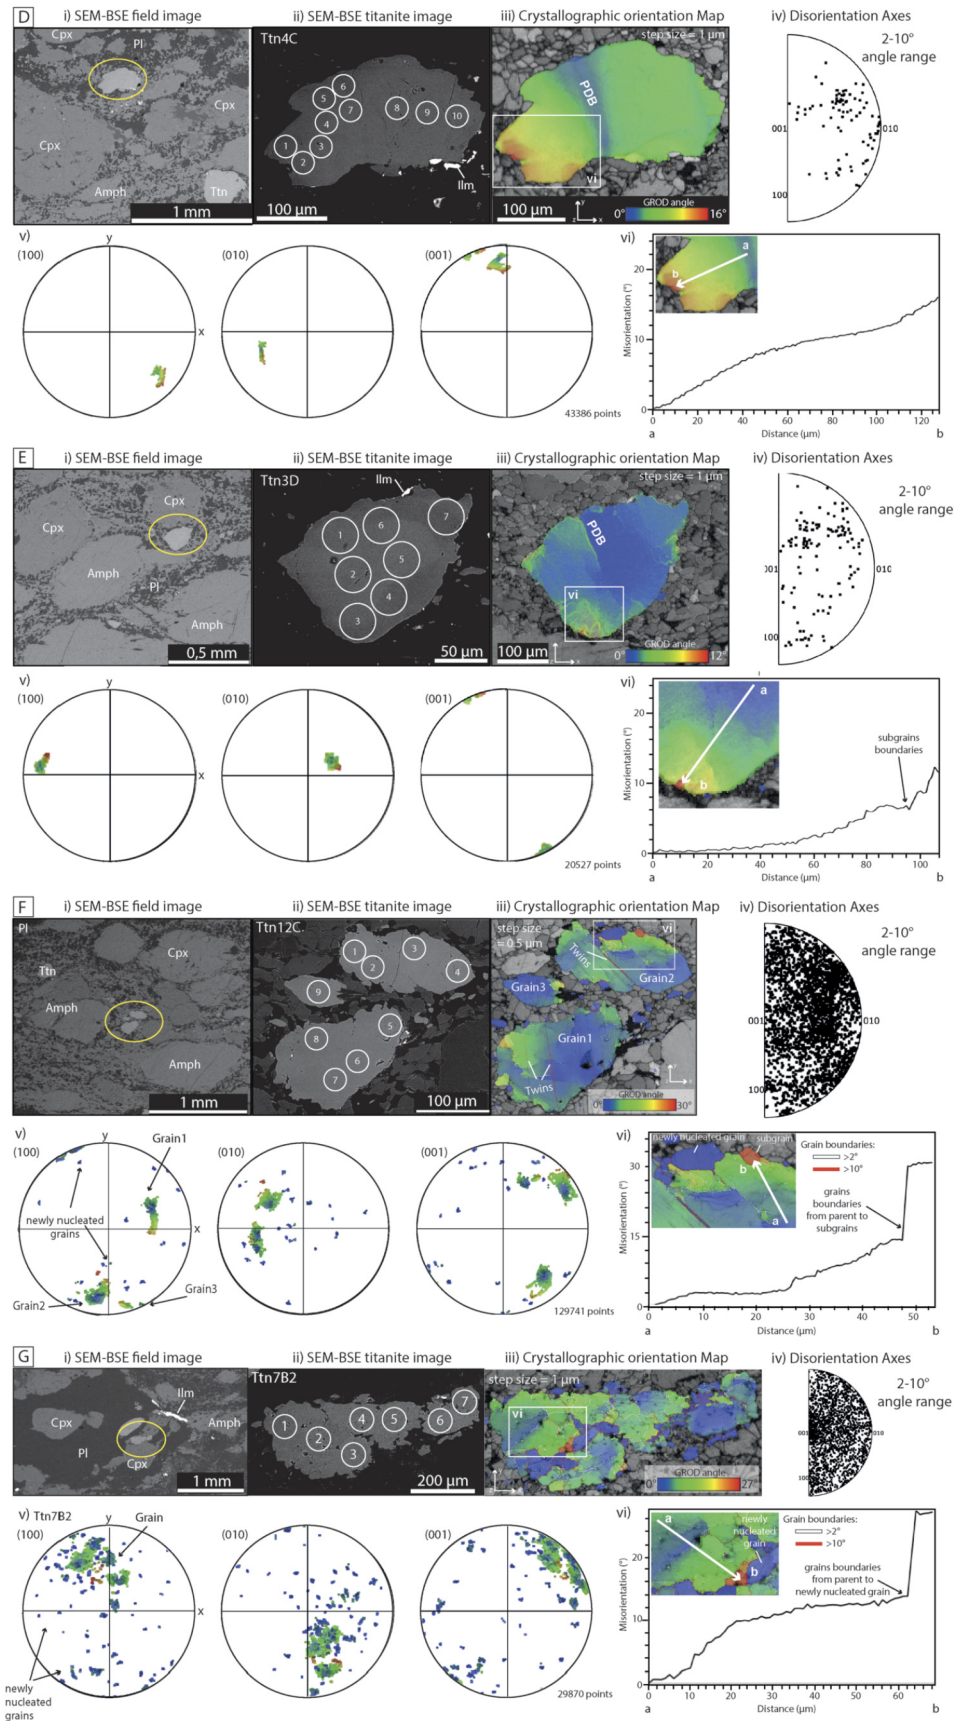 D
i) SEM-BSE field image
ii) SEM-BSE titanite image
iii) Crystallographic orientation Map
iv) Disorientation Axes
Cpx
Pl
Cpx
Cpx
Amph
Ttn
1 mm
Ttn4C
1
2
3
4
5
6
7
8
9
10
Ilm
100 µm
step size = 1 µm
PDB
vi
100 µm
y
z
x
GROD angle
0°
16°
2-10°
angle range
001
010
100
v)
(100)
y
x
(010)
(001)
43386 points
vi)
a
b
Misorientation (°)
20
10
0
0
20
40
60
80
100
120
a
Distance (µm)
b
E
i) SEM-BSE field image
ii) SEM-BSE titanite image
iii) Crystallographic orientation Map
iv) Disorientation Axes
Cpx
Cpx
Amph
Pl
Amph
0,5 mm
Ttn3D
Ilm
1
2
3
4
5
6
7
50 µm
step size = 1 µm
PDB
vi
100 µm
z
x
GROD angle
0°
12°
2-10°
angle range
001
010
100
v)
(100)
y
x
(010)
(001)
20527 points
vi)
a
b
subgrains
boundaries
Misorientation (°)
20
10
0
0
20
40
60
80
100
a
Distance (µm)
b
F
i) SEM-BSE field image
ii) SEM-BSE titanite image
iii) Crystallographic orientation Map
iv) Disorientation Axes
Pl
Ttn
Cpx
Amph
Amph
1 mm
Ttn12C
1
2
3
4
9
5
8
6
7
100 µm
step size
= 0.5 µm
vi
Twins
Grain2
Grain3
Grain1
Twins
GROD angle
0°
30°
2-10°
angle range
001
010
100
v)
(100)
y
x
Grain1
newly nucleated
grains
Grain2
Grain3
(010)
(001)
129741 points
vi)
newly nucleated grain
subgrain
b
a
Grain boundaries:
>2°
>10°
grains
boundaries
from parent to
subgrains
Misorientation (°)
30
15
0
0
10
20
30
40
50
a
Distance (µm)
b
G
i) SEM-BSE field image
ii) SEM-BSE titanite image
iii) Crystallographic orientation Map
iv) Disorientation Axes
Ilm
Cpx
Amph
Pl
Cpx
1 mm
Ttn7B2
1
2
3
4
5
6
7
200 µm
step size = 1 µm
vi
GROD angle
0°
27°
2-10°
angle range
001
010
100
v) Ttn7B2
(100)
y
x
Grain
newly
nucleated
grains
(010)
(001)
29870 points
vi)
a
newly
nucleated
grain
b
Grain boundaries:
>2°
>10°
grains boundaries
from parent to
newly nucleated grain
Misorientation (°)
20
10
0
0
10
20
30
40
50
60
a
Distance (µm)
b